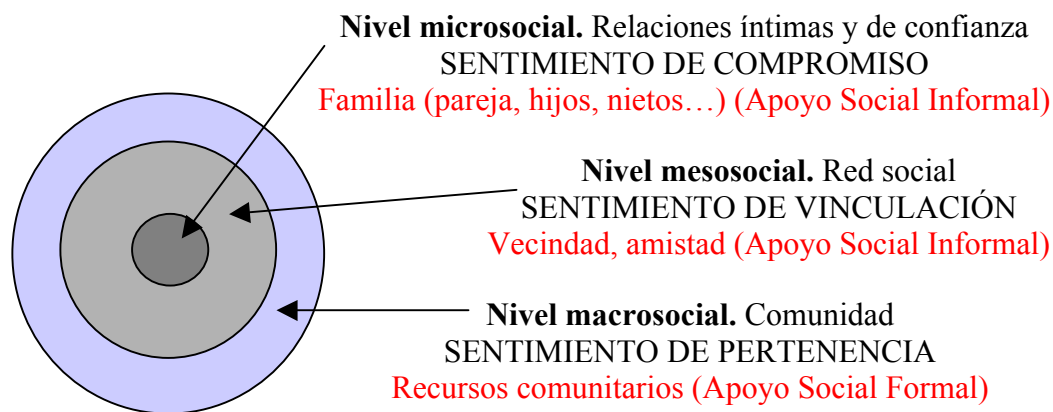 Nivel microsocial. Relaciones íntimas y de confianza
SENTIMIENTO DE COMPROMISO
Familia (pareja, hijos, nietos…) (Apoyo Social Informal)
Nivel mesosocial. Red social
SENTIMIENTO DE VINCULACIÓN
Vecindad, amistad (Apoyo Social Informal)
Nivel macrosocial. Comunidad
SENTIMIENTO DE PERTENENCIA
Recursos comunitarios (Apoyo Social Formal)